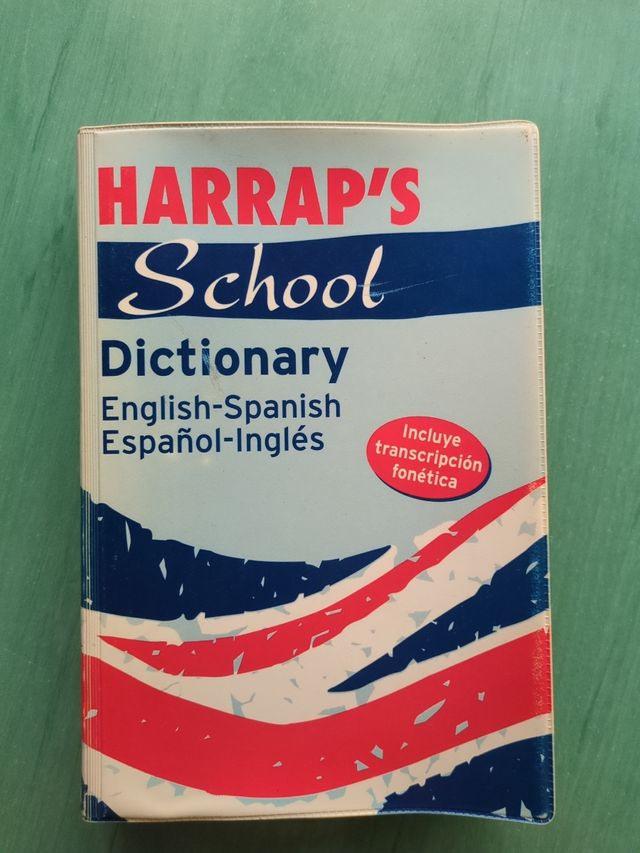 HARRAP'S
School
Dictionary
English-Spanish
Español-Inglés
Incluye
transcripción
fonética